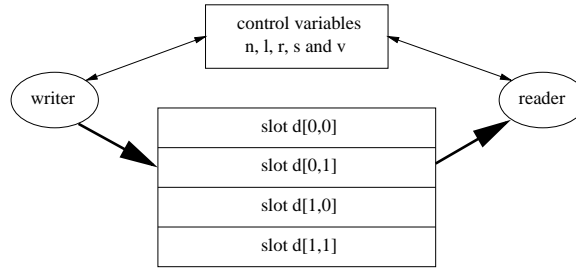 control variables
n, l, r, s and v
writer
reader
slot d[0,0]
slot d[0,1]
slot d[1,0]
slot d[1,1]